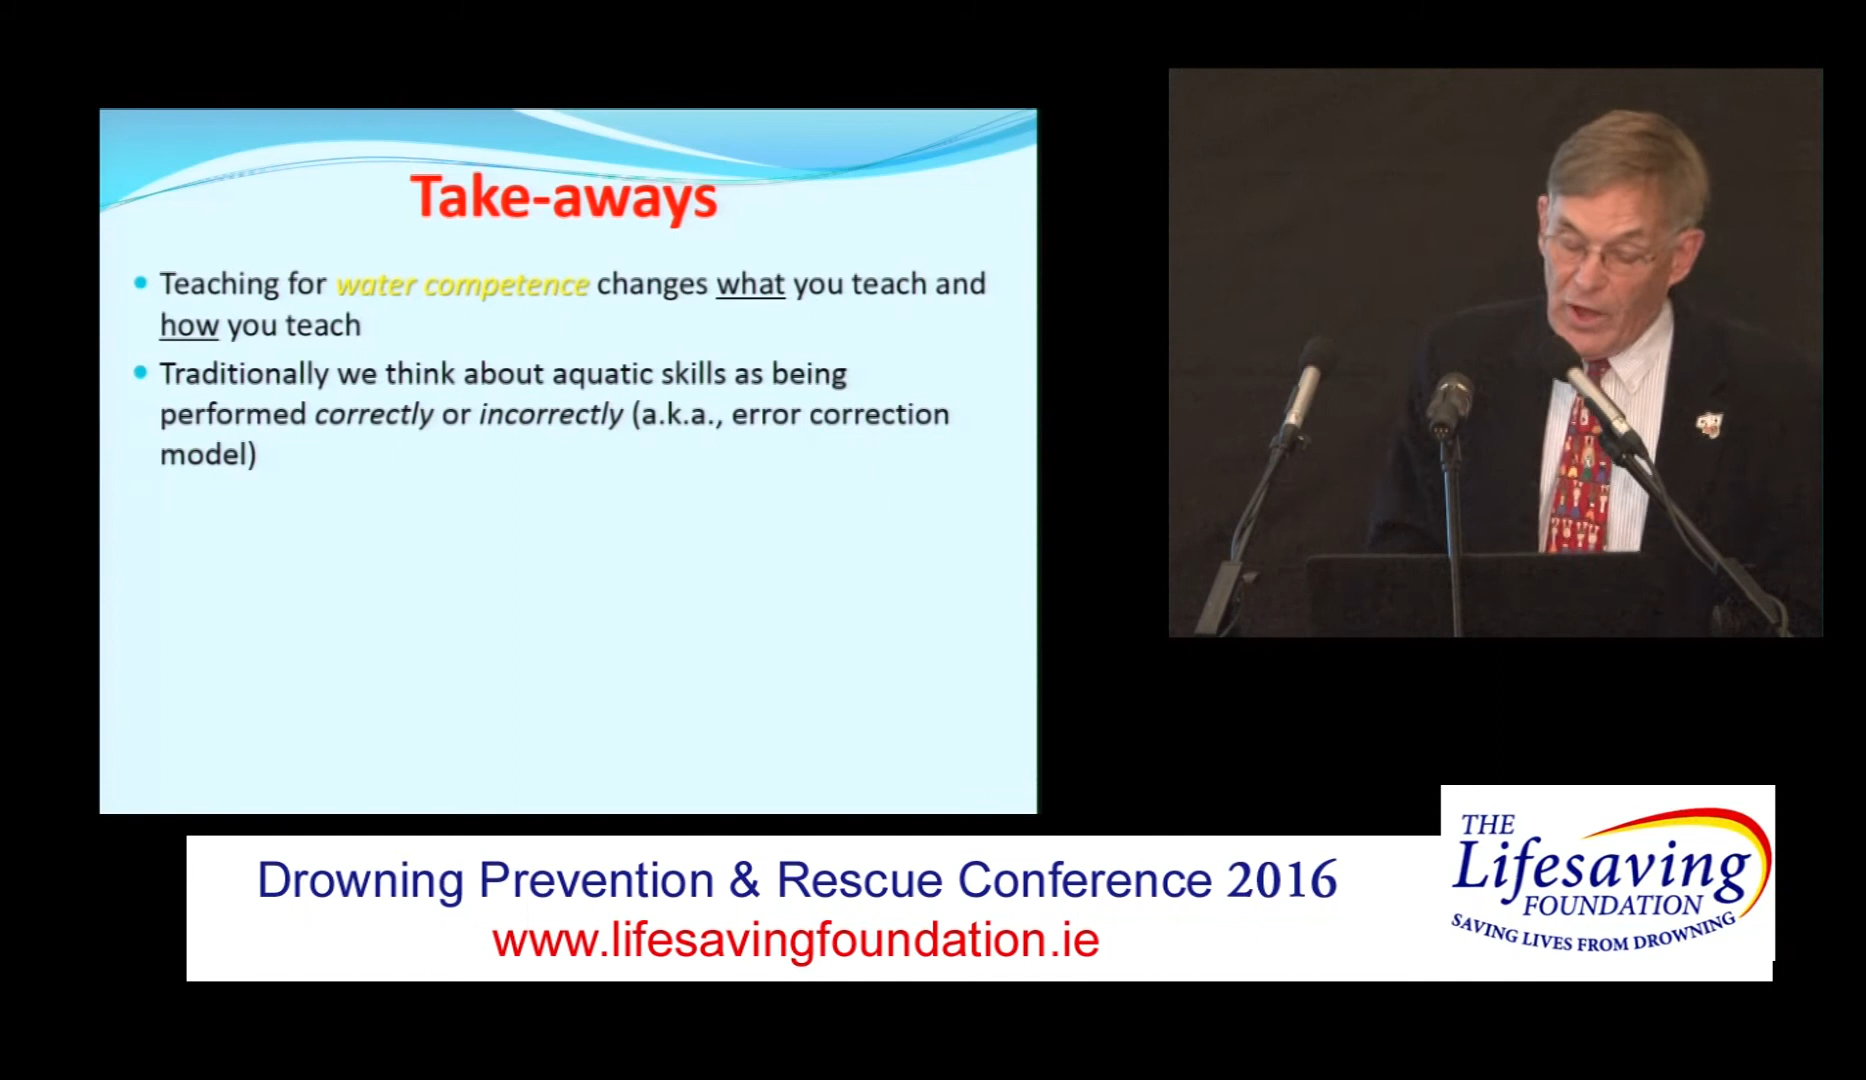 Take-aways
Teaching for water competence changes what you teach and
how you teach
Traditionally we think about aquatic skills as being
performed correctly or incorrectly (a.k.a., error correction
model)
Drowning Prevention & Rescue Conference 2016
www.lifesavingfoundation.ie
THE
Lifesaving
FOUNDATION
SAVING LIVES FROM DROWNING